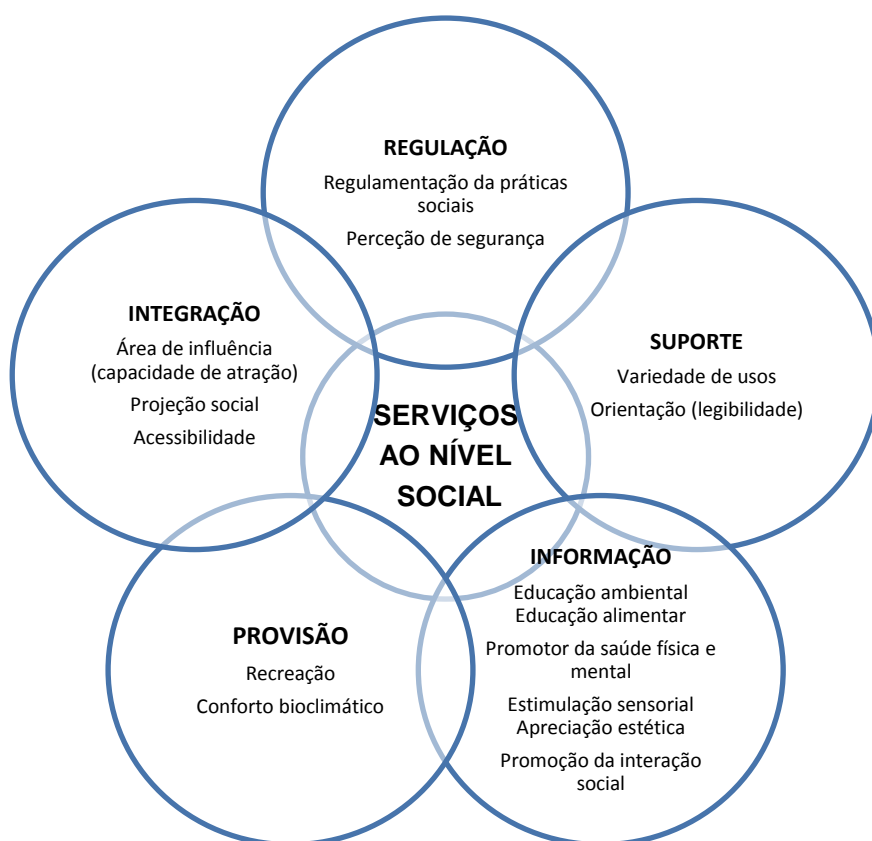 REGULAÇÃO
Regulamentação da práticas
sociais
Perceção de segurança
INTEGRAÇÃO
Área de influência
(capacidade de atração)
Projeção social
Acessibilidade
SUPORTE
Variedade de usos
Orientação (legibilidade)
SERVIÇOS
AO NÍVEL
SOCIAL
PROVISÃO
Recreação
Conforto bioclimático
INFORMAÇÃO
Educação ambiental
Educação alimentar
Promotor da saúde física e
mental
Estimulação sensorial
Apreciação estética
Promoção da interação
social